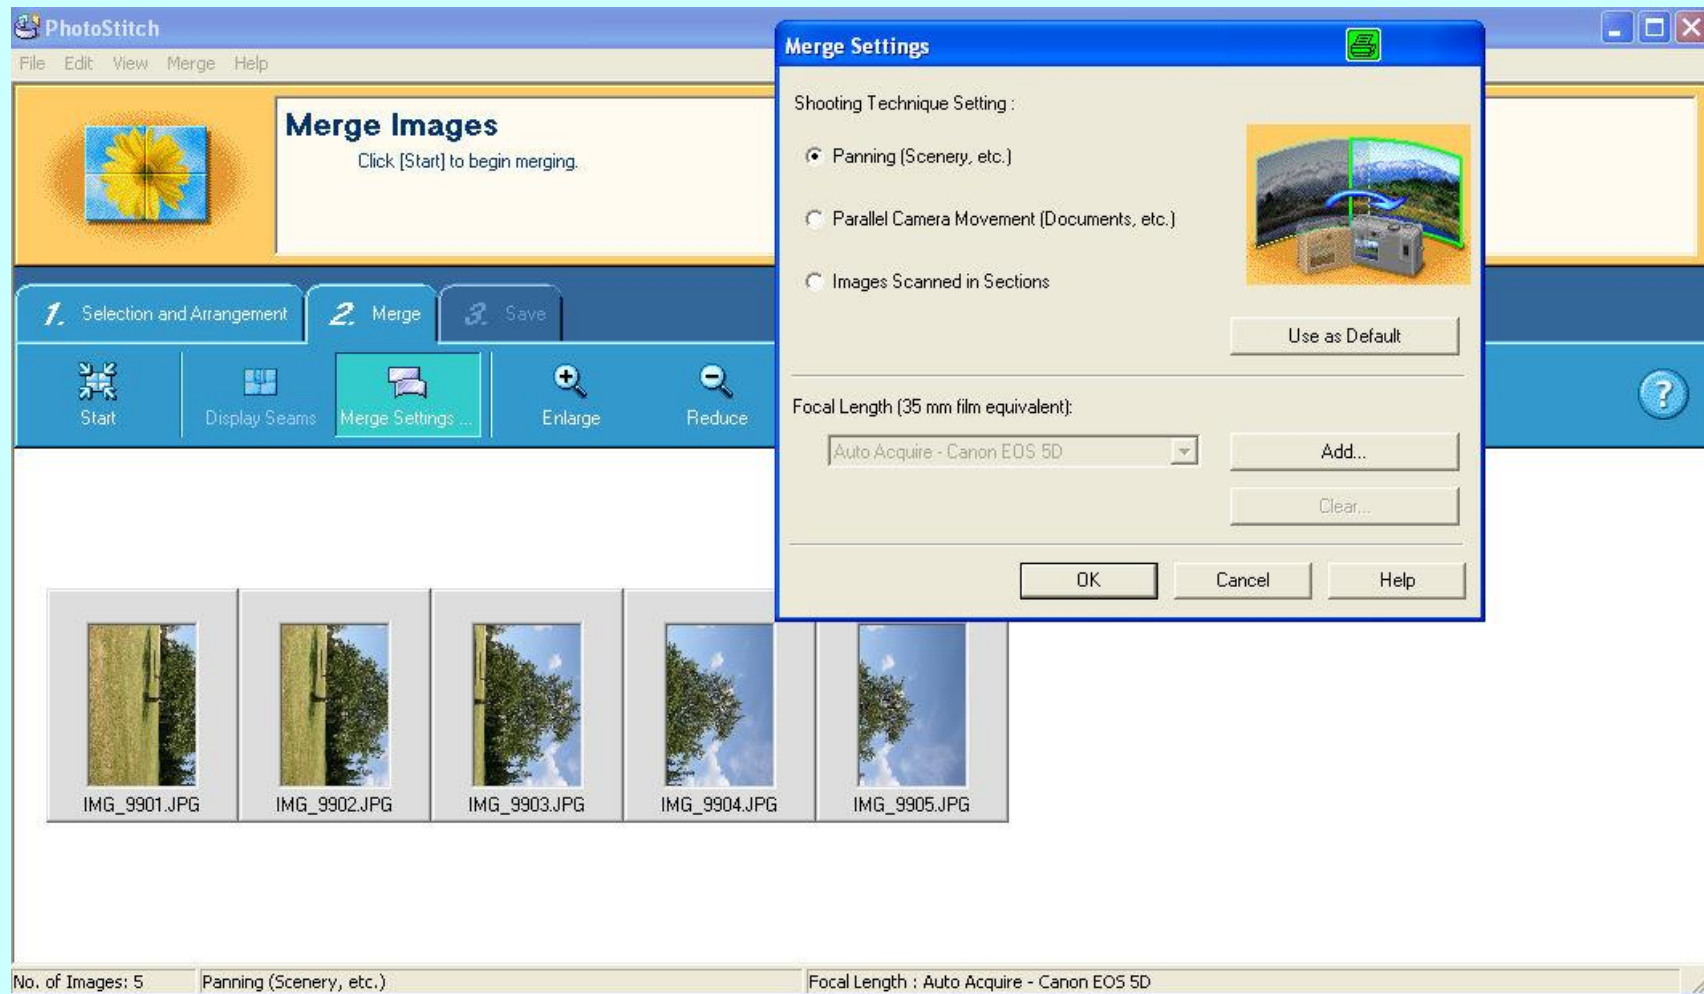 PhotoStitch
File Edit View Merge Help
Merge Images
Click [Start] to begin merging.
1. Selection and Arrangement 2. Merge 3. Save
Start Display Seams Merge Settings ... Enlarge Reduce
?
Merge Settings
Shooting Technique Setting :
Panning (Scenery, etc.)
Parallel Camera Movement (Documents, etc.)
Images Scanned in Sections
Use as Default
Focal Length (35 mm film equivalent):
Auto Acquire - Canon EOS 5D Add...
Clear...
OK Cancel Help
IMG_9901.JPG IMG_9902.JPG IMG_9903.JPG IMG_9904.JPG IMG_9905.JPG
No. of Images: 5 Panning (Scenery, etc.) Focal Length : Auto Acquire - Canon EOS 5D